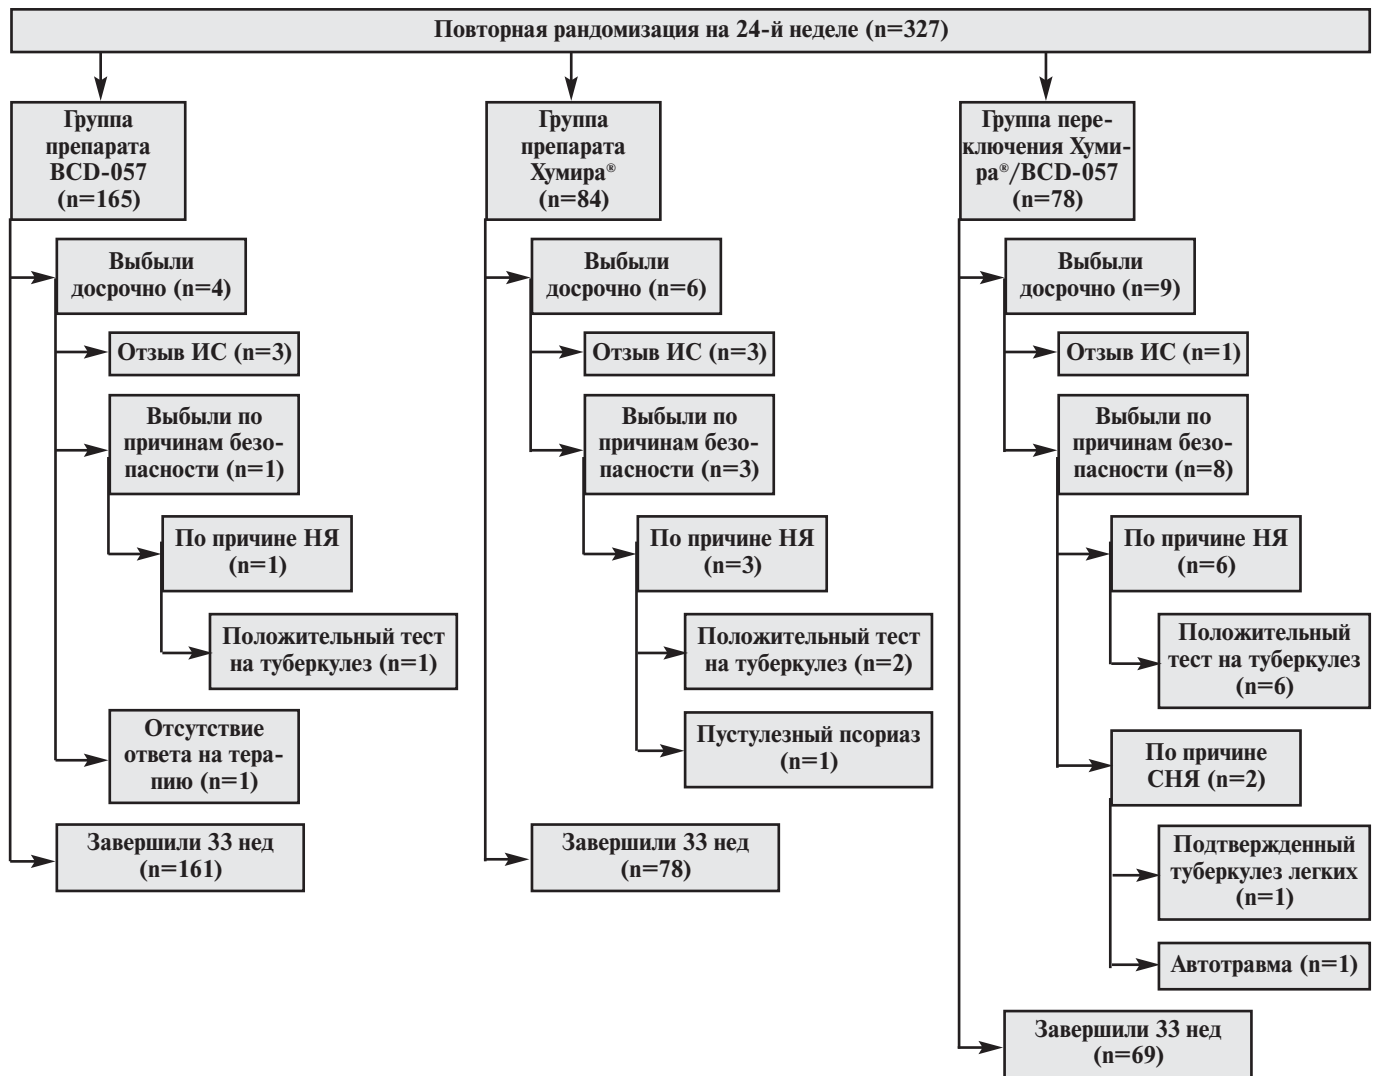 Повторная рандомизация на 24-й неделе (n=327)
Группа
препарата
BCD-057
(n=165)
Выбыли
досрочно (n=4)
Отзыв ИС (n=3)
Выбыли по
причинам безо-
пасности (n=1)
По причине НЯ
(n=1)
Положительный тест
на туберкулез (n=1)
Отсутствие
ответа на тера-
пию (n=1)
Завершили 33 нед
(n=161)
Группа
препарата
Хумира®
(n=84)
Выбыли
досрочно (n=6)
Отзыв ИС (n=3)
Выбыли по
причинам безо-
пасности (n=3)
По причине НЯ
(n=3)
Положительный тест
на туберкулез (n=2)
Пустулезный псориаз
(n=1)
Завершили 33 нед
(n=78)
Группа пере-
ключения Хуми-
ра®/BCD-057
(n=78)
Выбыли
досрочно (n=9)
Отзыв ИС (n=1)
Выбыли по
причинам безо-
пасности (n=8)
По причине НЯ
(n=6)
Положительный
тест на туберкулез
(n=6)
По причине
СНЯ (n=2)
Подтвержденный
туберкулез легких
(n=1)
Автотравма (n=1)
Завершили 33 нед
(n=69)